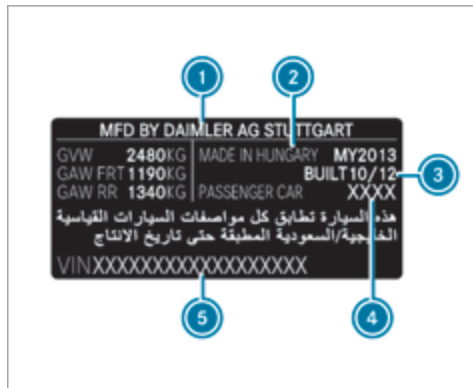 1
2
MFD BY DAIMLER AG STUTTGART
GVW 2480KG MADE IN HUNGARY MY2013
GAW FRT 1190KG BUILT 10/12
3
GAW RR 1340KG PASSENGER CAR XXXX
هذه السيارة تطابق كل مواصفات السيارات القياسية
الخليجية/السعودية المطبقة حتى تاريخ الانتاج
VIN XXXXXXXXXXXXXXXXX
5
4